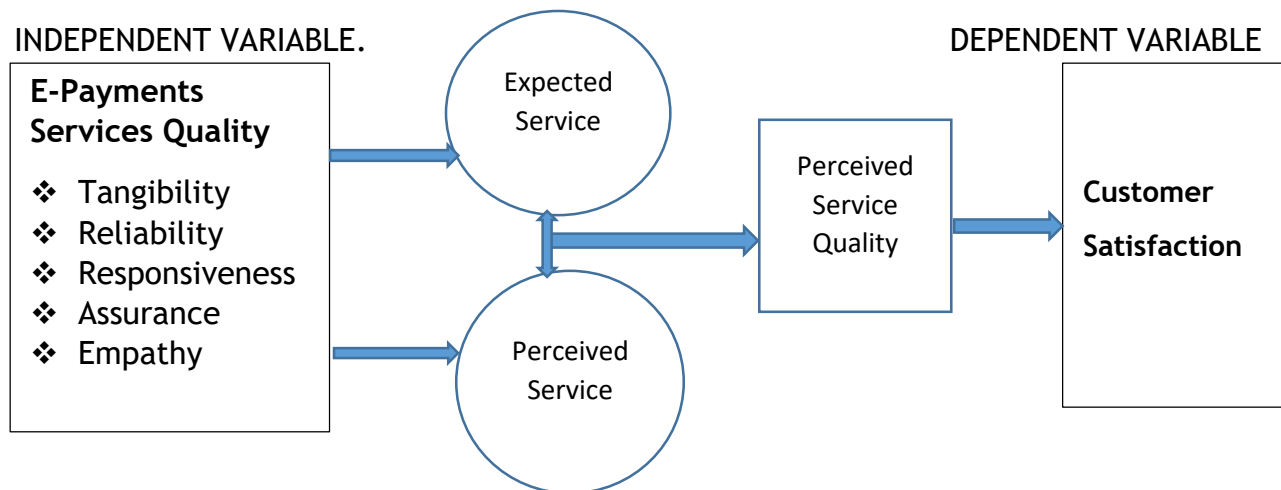 INDEPENDENT VARIABLE.
DEPENDENT VARIABLE
E-Payments
Services Quality
❖ Tangibility
❖ Reliability
❖ Responsiveness
❖ Assurance
❖ Empathy
Expected
Service
Perceived
Service
Perceived
Service
Quality
Customer
Satisfaction